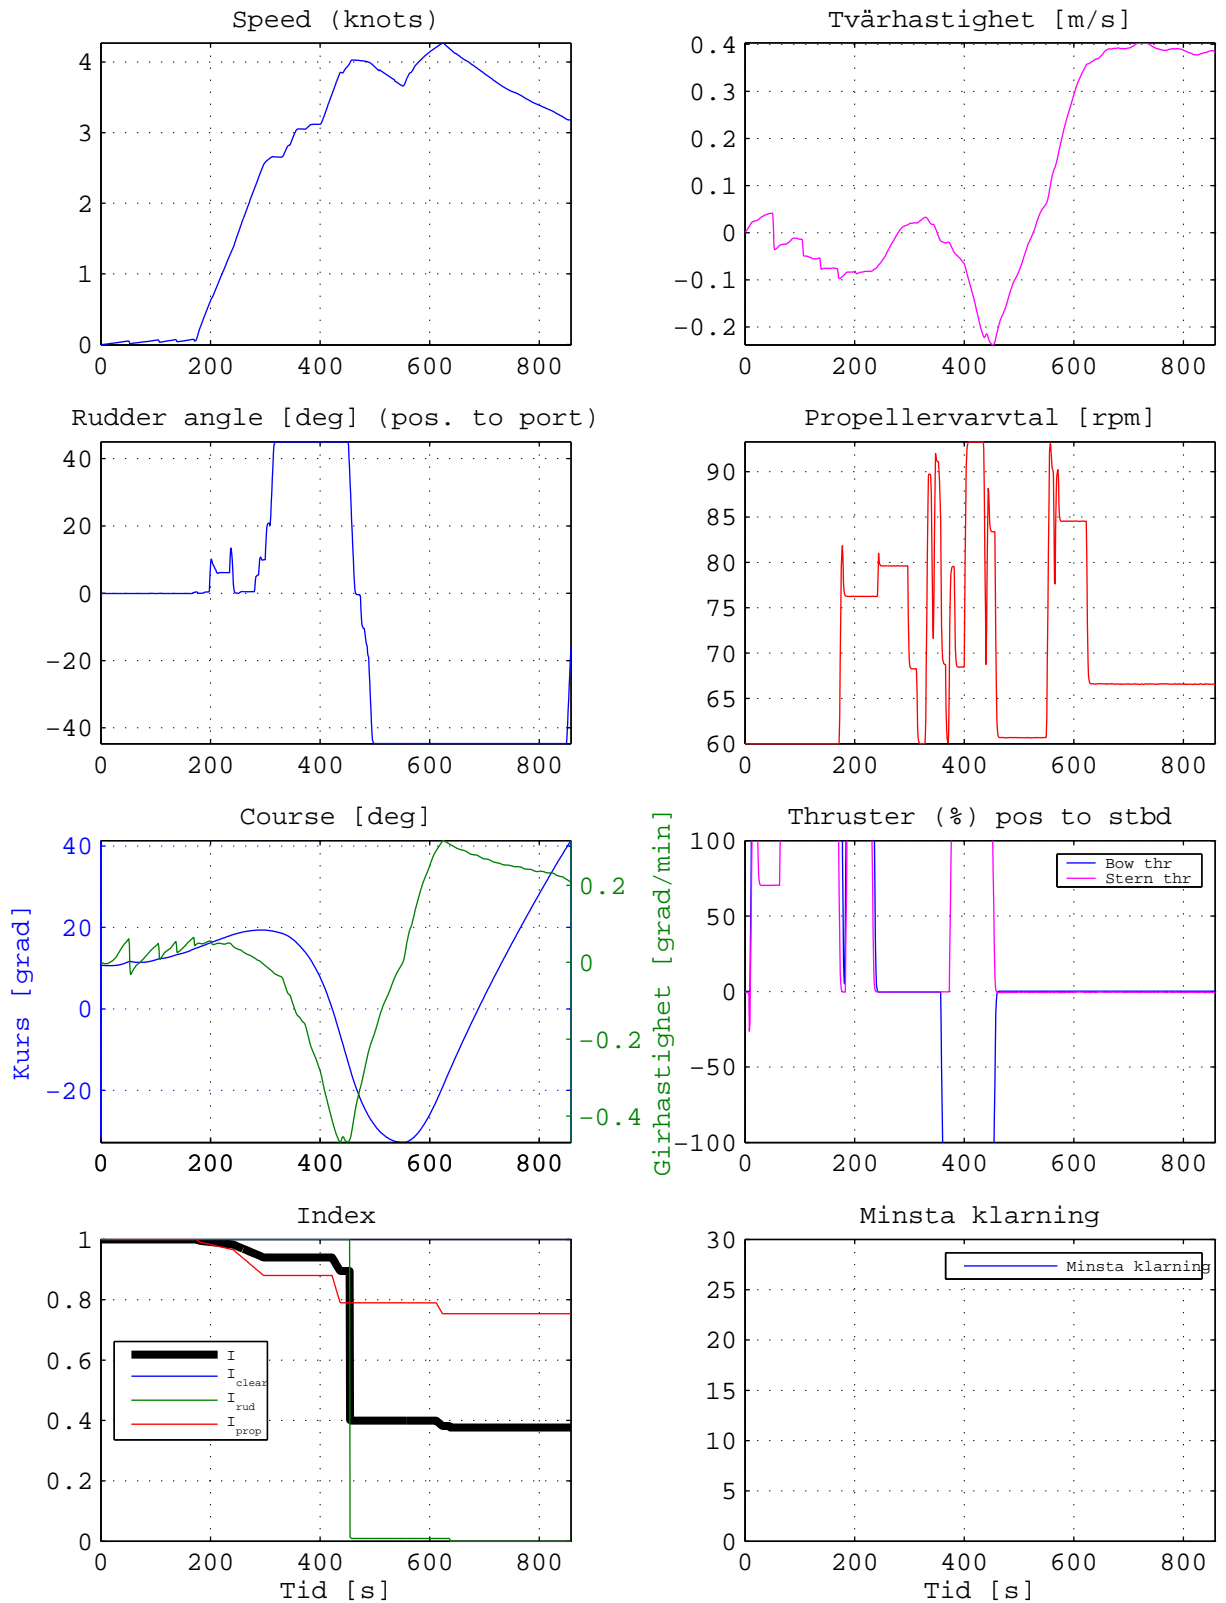 Speed (knots)
4
3
2
1
0
0 200 400 600 800
Tvärhastighet [m/s]
0.4
0.3
0.2
0.1
0
-0.1
-0.2
0 200 400 600 800
Rudder angle [deg] (pos. to port)
40
20
0
-20
-40
0 200 400 600 800
Propellervarvtal [rpm]
90
85
80
75
70
65
60
0 200 400 600 800
Course [deg]
Kurs [grad]
40
20
0
-20
0 200 400 600 800
0.2
0
-0.2
-0.4
Girhastighet [grad/min]
Thruster (%) pos to stbd
100
50
0
-50
-100
0 200 400 600 800
Bow thr
Stern thr
Index
1
0.8
0.6
0.4
0.2
0
0 200 400 600 800
Tid [s]
I
I clear
I rud
I prop
Minsta klarning
30
25
20
15
10
5
0
0 200 400 600 800
Tid [s]
Minsta klarning